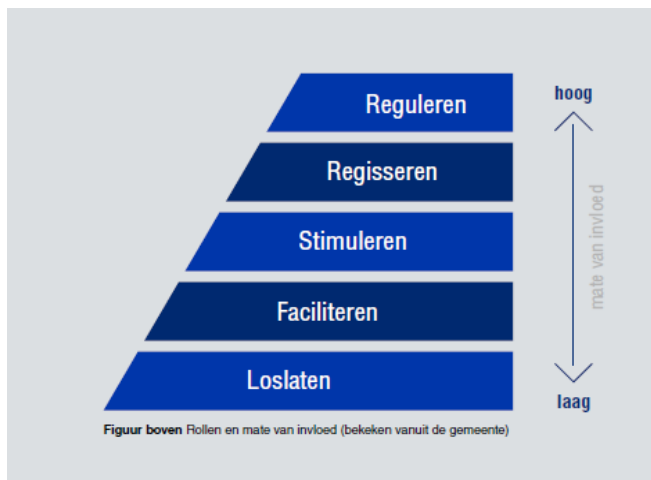 Reguleren
Regisseren
Stimuleren
Faciliteren
Loslaten
hoog
mate van invloed
laag
Figuur boven Rollen en mate van invloed (bekeken vanuit de gemeente)